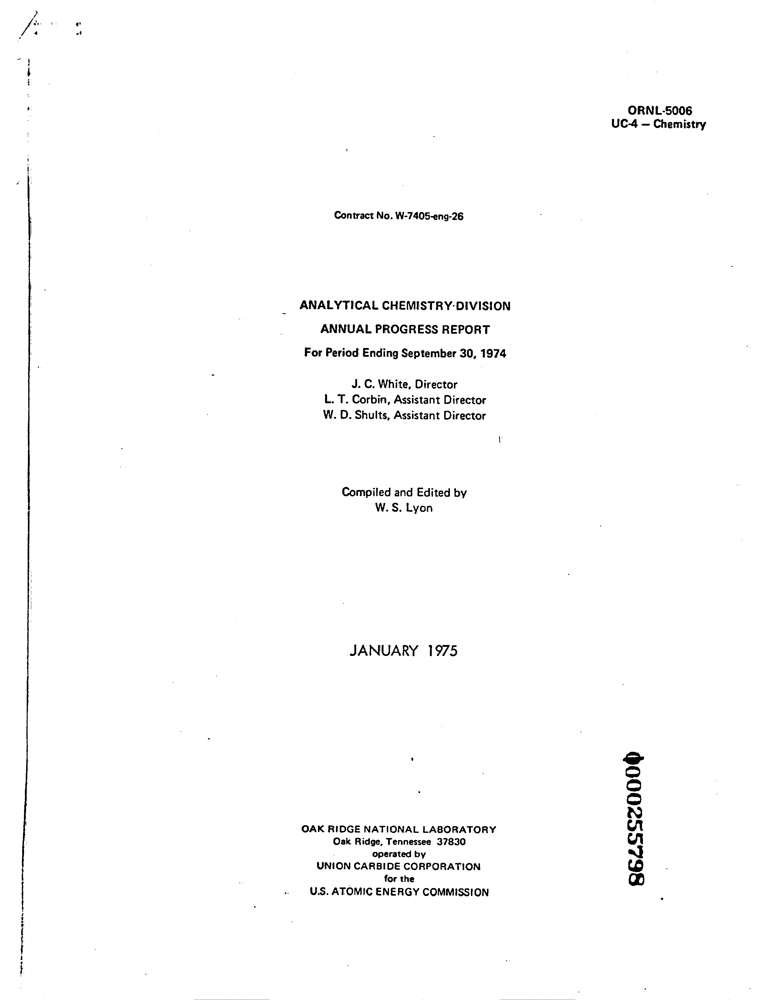 ORNL-5006
UC-4 — Chemistry
Contract No. W-7405-eng-26
ANALYTICAL CHEMISTRY DIVISION
ANNUAL PROGRESS REPORT
For Period Ending September 30, 1974
J. C. White, Director
L. T. Corbin, Assistant Director
W. D. Shults, Assistant Director
Compiled and Edited by
W. S. Lyon
JANUARY 1975
OAK RIDGE NATIONAL LABORATORY
Oak Ridge, Tennessee 37830
operated by
UNION CARBIDE CORPORATION
for the
U.S. ATOMIC ENERGY COMMISSION
000255798